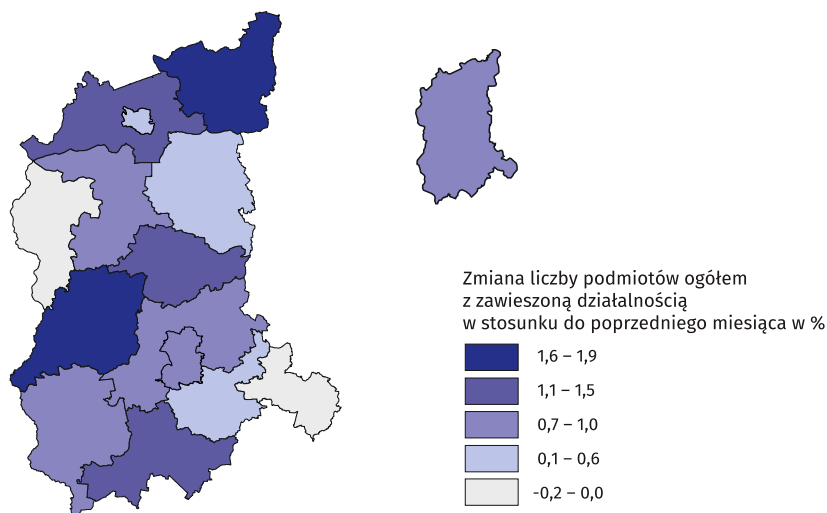 Zmiana liczby podmiotów ogółem
z zawieszoną działalnością
w stosunku do poprzedniego miesiąca w %
1,6 – 1,9
1,1 – 1,5
0,7 – 1,0
0,1 – 0,6
-0,2 – 0,0